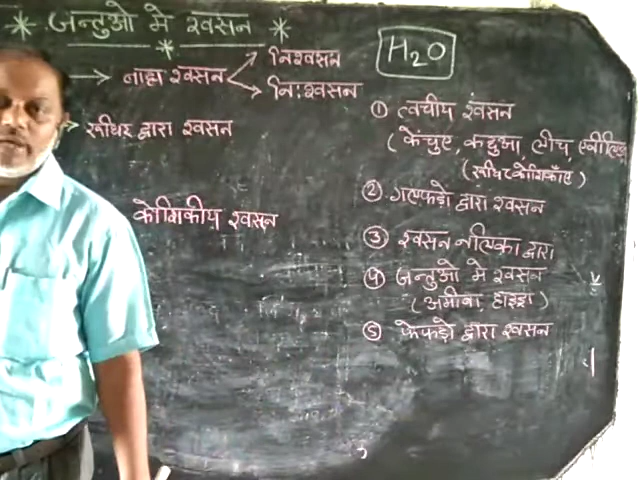 * जन्तुओ मे श्वसन *
*
→ बाह्य श्वसन
निश्वसन
नि:श्वसन
→ रूधिर द्वारा श्वसन
कोशिकीय श्वसन
H₂O
① त्वचीय श्वसन
( केंचुए, कछुआ
( रूधिर कोशिकाँए )
② गलफड़ो द्वारा श्वसन
③ श्वसन नलिका द्वारा
④ जन्तुओ मे श्वसन
( अमीबा, हाइड्रा )
⑤ फेफड़ो द्वारा श्वसन